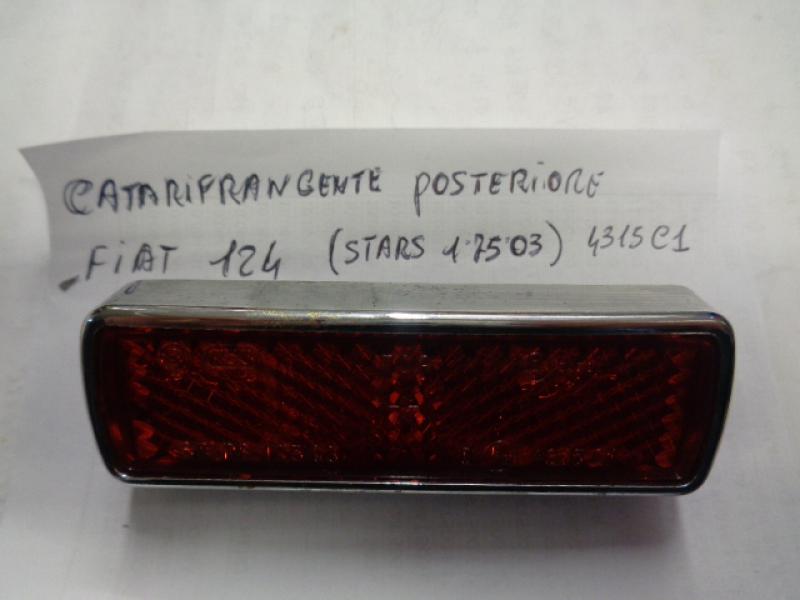 CATARIFRANGENTE POSTERIORE
FIAT 124 (STARS 1.75.03) 4315C1